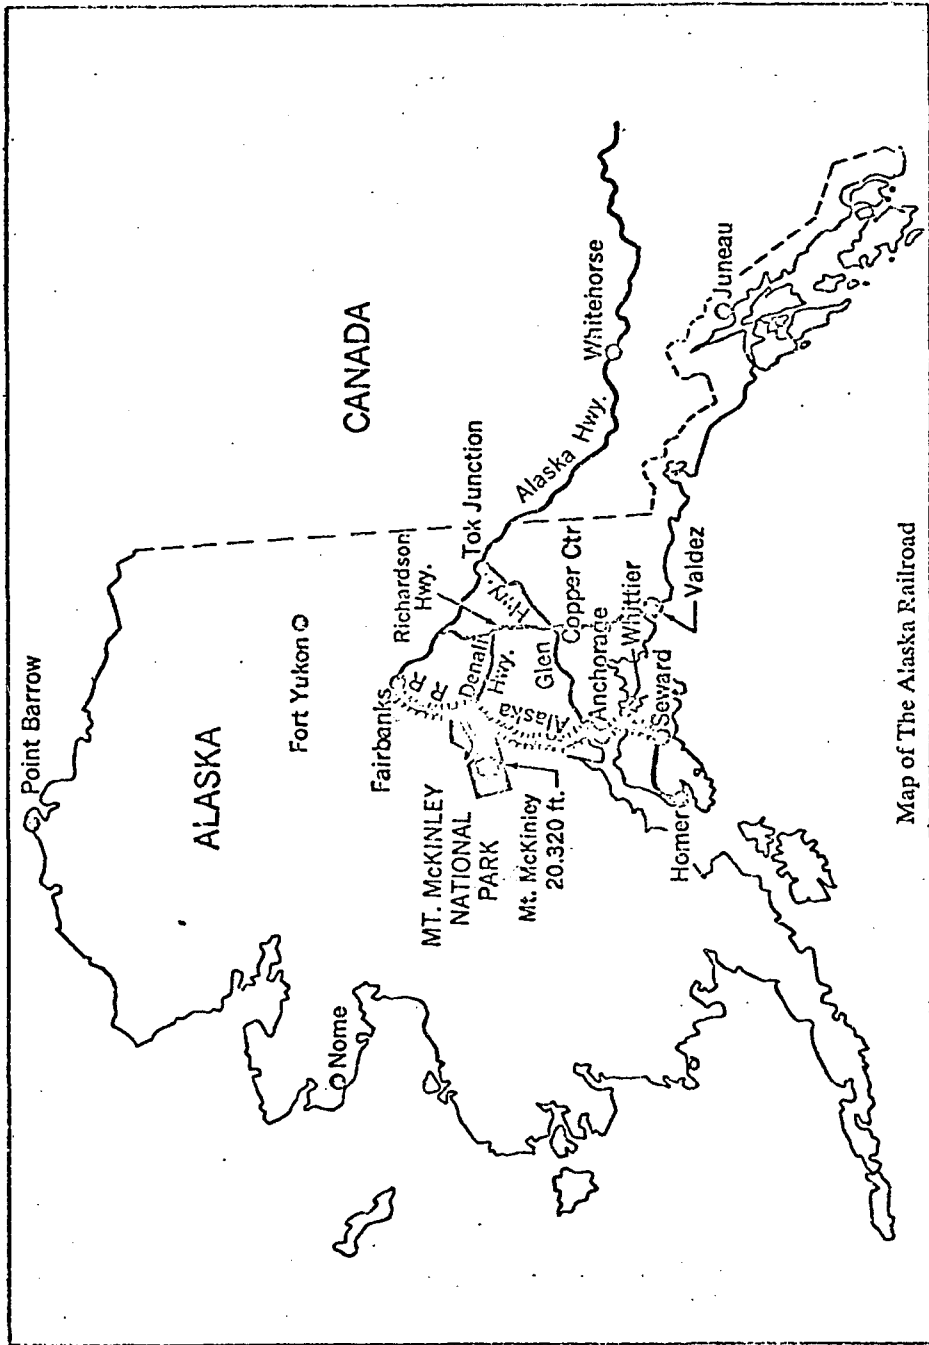 Point Barrow
ALASKA
CANADA
Fort Yukon
Nome
Fairbanks
Richardson
Hwy.
Tok Junction
Alaska Hwy.
Whitehorse
R R
Denali
Hwy.
MT. McKINLEY
NATIONAL
PARK
Mt. McKinley
20.320 ft.
Alaska
Glen Hwy.
Copper Ctr
Anchorage
Whittier
Valdez
Seward
Homer
Juneau
Map of The Alaska Railroad